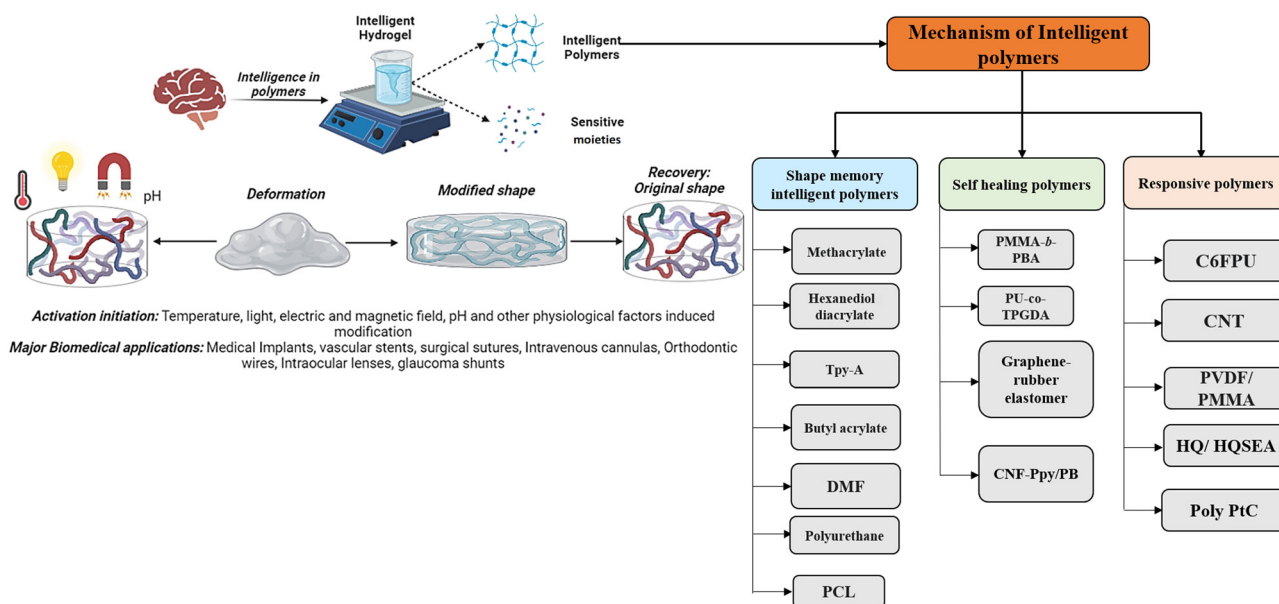 Intelligent
Hydrogel
Intelligence in
polymers
Intelligent
Polymers
Sensitive
moieties
pH
Deformation
Modified shape
Recovery:
Original shape
Activation initiation: Temperature, light, electric and magnetic field, pH and other physiological factors induced
modification
Major Biomedical applications: Medical Implants, vascular stents, surgical sutures, Intravenous cannulas, Orthodontic
wires, Intraocular lenses, glaucoma shunts
Mechanism of Intelligent
polymers
Shape memory
intelligent polymers
Methacrylate
Hexanediol
diacrylate
Tpy-A
Butyl acrylate
DMF
Polyurethane
PCL
Self healing polymers
PMMA-b-
PBA
PU-co-
TPGDA
Graphene-
rubber
elastomer
CNF-Ppy/PB
Responsive polymers
C6FPU
CNT
PVDF/
PMMA
HQ/ HQSEA
Poly PtC